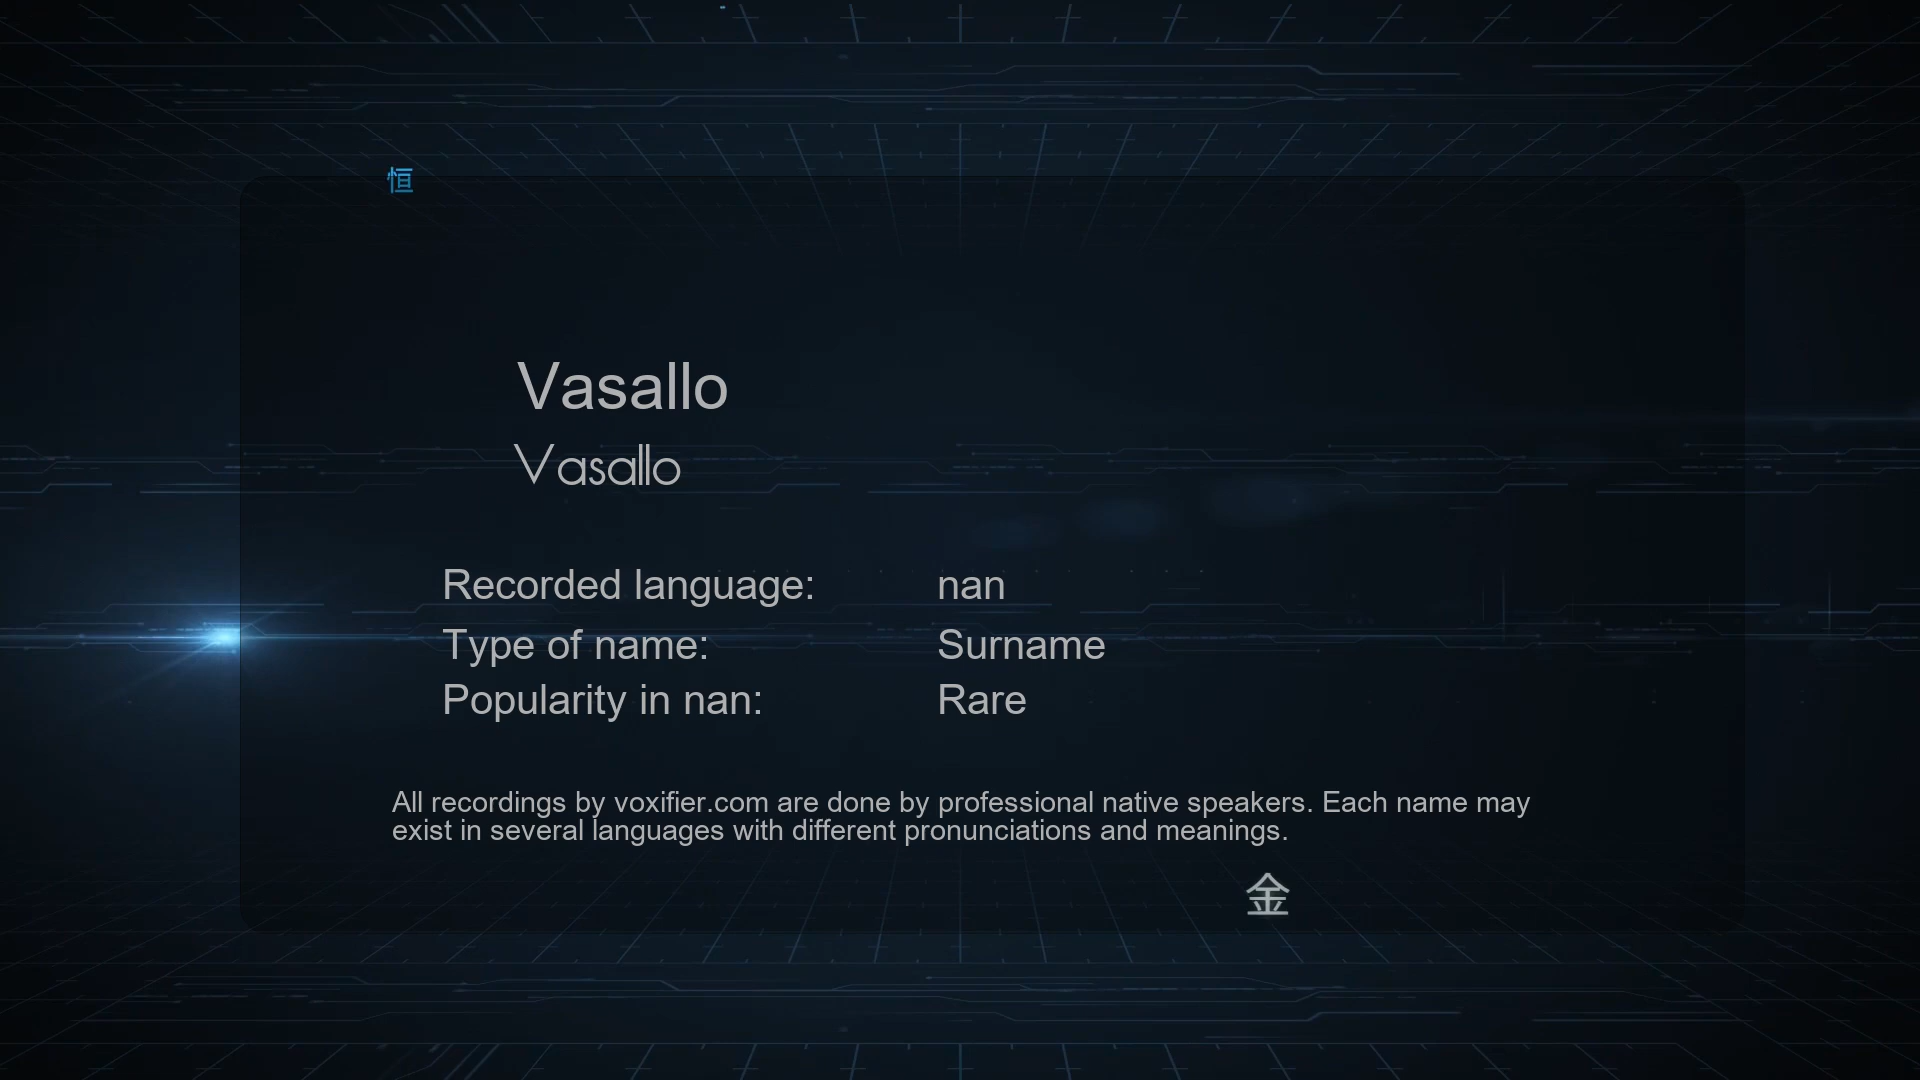 恒
Vasallo
Vasallo
Recorded language: nan
Type of name: Surname
Popularity in nan: Rare
All recordings by voxifier.com are done by professional native speakers. Each name may
exist in several languages with different pronunciations and meanings.
金